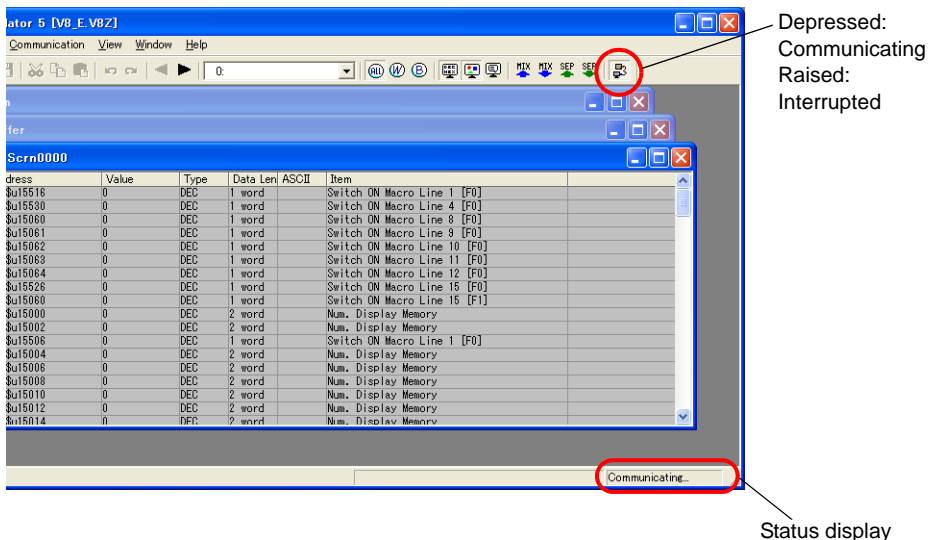 lator 5 [V8_E.V8Z]
Communication View Window Help
0:
All W B MIX MIX SEP SEP
n
ffer
Scrn0000
dress Value Type Data Len ASCII Item
$u15516 0 DEC 1 word Switch ON Macro Line 1 [F0]
$u15530 0 DEC 1 word Switch ON Macro Line 4 [F0]
$u15060 0 DEC 1 word Switch ON Macro Line 8 [F0]
$u15061 0 DEC 1 word Switch ON Macro Line 9 [F0]
$u15062 0 DEC 1 word Switch ON Macro Line 10 [F0]
$u15063 0 DEC 1 word Switch ON Macro Line 11 [F0]
$u15064 0 DEC 1 word Switch ON Macro Line 12 [F0]
$u15526 0 DEC 1 word Switch ON Macro Line 15 [F0]
$u15060 0 DEC 1 word Switch ON Macro Line 15 [F1]
$u15000 0 DEC 2 word Num. Display Memory
$u15002 0 DEC 2 word Num. Display Memory
$u15506 0 DEC 1 word Switch ON Macro Line 1 [F0]
$u15004 0 DEC 2 word Num. Display Memory
$u15006 0 DEC 2 word Num. Display Memory
$u15008 0 DEC 2 word Num. Display Memory
$u15010 0 DEC 2 word Num. Display Memory
$u15012 0 DEC 2 word Num. Display Memory
$u15014 0 DEC 2 word Num. Display Memory
Communicating...
Depressed:
Communicating
Raised:
Interrupted
Status display